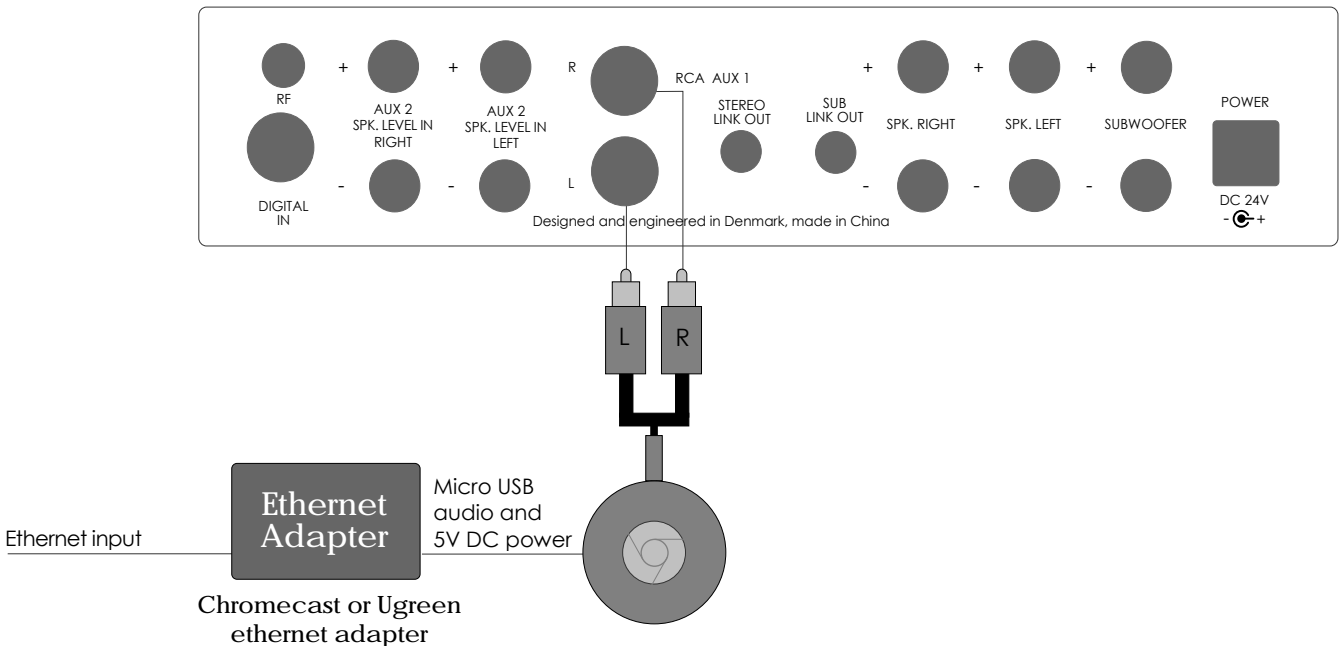 RF
DIGITAL
IN
+
-
AUX 2
SPK. LEVEL IN
RIGHT
+
-
AUX 2
SPK. LEVEL IN
LEFT
R
L
RCA AUX 1
STEREO
LINK OUT
SUB
LINK OUT
+
-
SPK. RIGHT
+
-
SPK. LEFT
+
-
SUBWOOFER
POWER
DC 24V
- +
Designed and engineered in Denmark, made in China
L
R
Ethernet input
Ethernet
Adapter
Micro USB
audio and
5V DC power
Chromecast or Ugreen
ethernet adapter